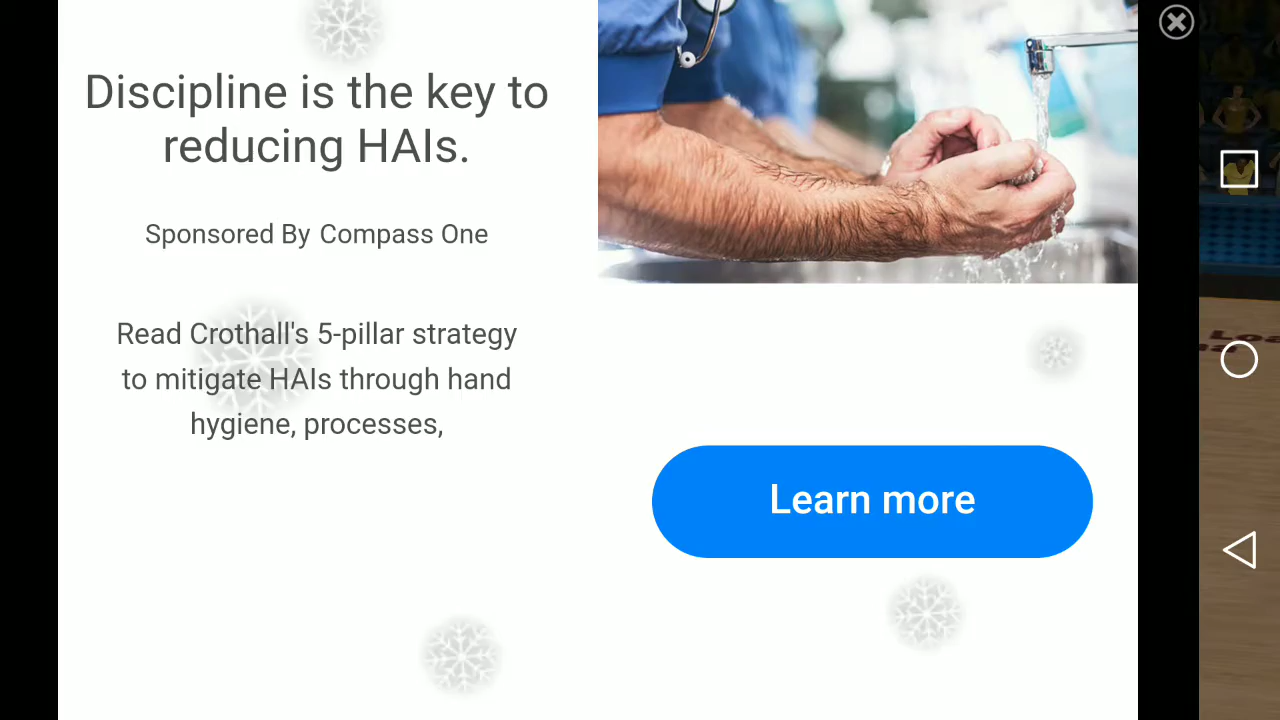 Discipline is the key to
reducing HAIs.
Sponsored By Compass One
Read Crothall's 5-pillar strategy
to mitigate HAIs through hand
hygiene, processes,
Learn more